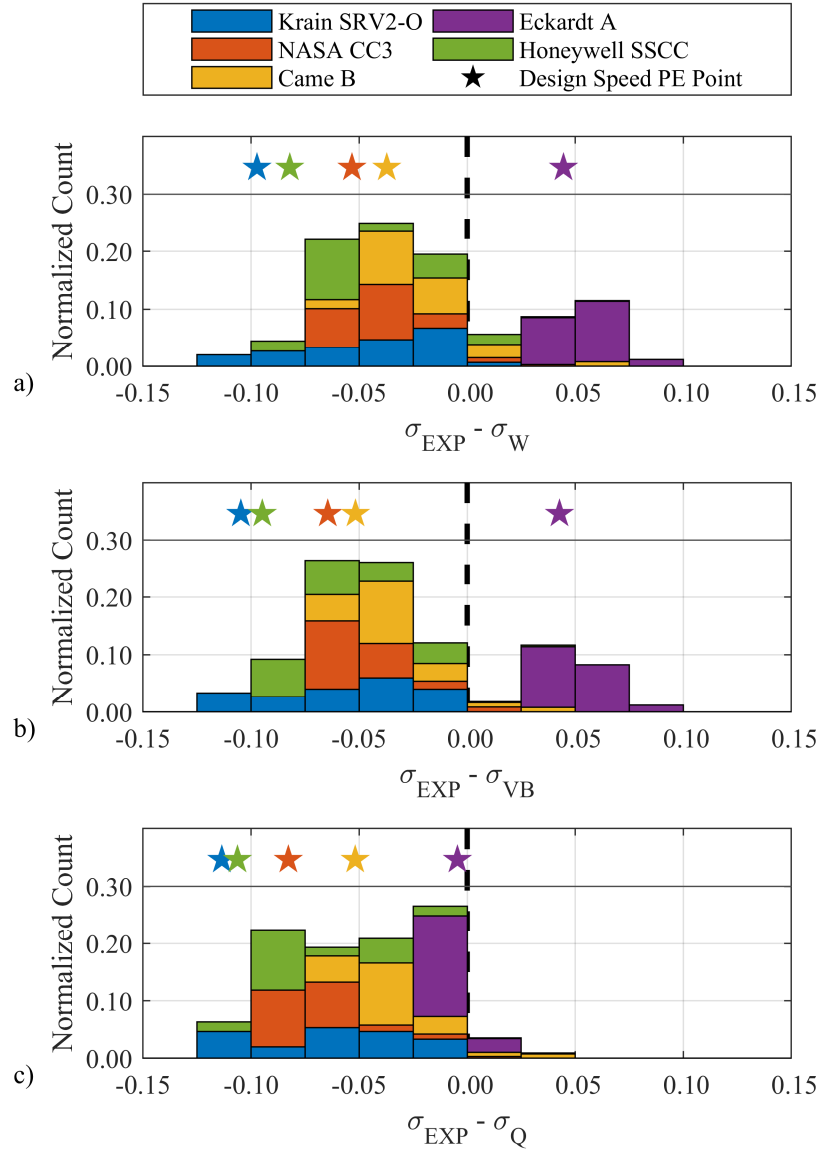 Krain SRV2-O Eckardt A
NASA CC3 Honeywell SSCC
Came B Design Speed PE Point
Normalized Count
0.30
0.20
0.10
0.00
-0.15 -0.10 -0.05 0.00 0.05 0.10 0.15
a)
σEXP - σW
Normalized Count
0.30
0.20
0.10
0.00
-0.15 -0.10 -0.05 0.00 0.05 0.10 0.15
b)
σEXP - σVB
Normalized Count
0.30
0.20
0.10
0.00
-0.15 -0.10 -0.05 0.00 0.05 0.10 0.15
c)
σEXP - σQ